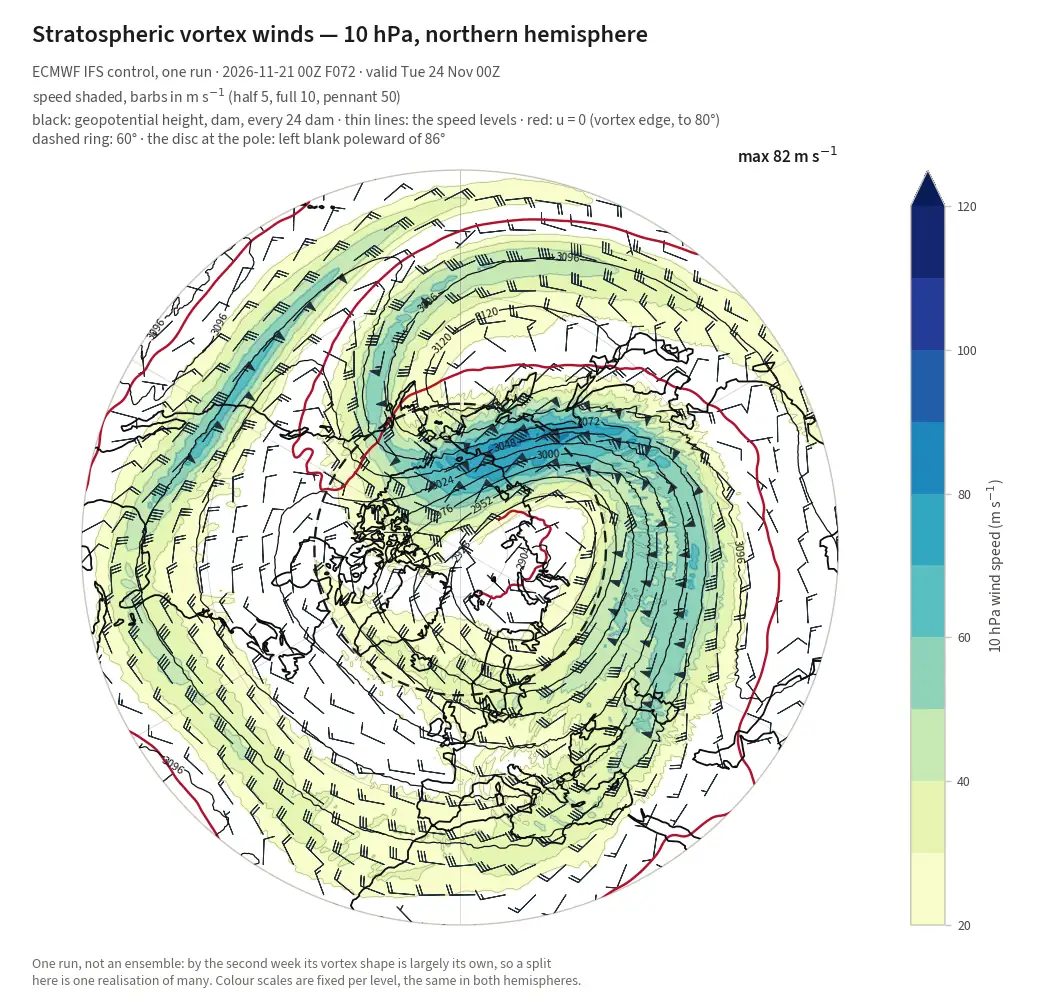 Stratospheric vortex winds — 10 hPa, northern hemisphere
ECMWF IFS control, one run · 2026-11-21 00Z F072 · valid Tue 24 Nov 00Z
speed shaded, barbs in m s⁻¹ (half 5, full 10, pennant 50)
black: geopotential height, dam, every 24 dam · thin lines: the speed levels · red: u = 0 (vortex edge, to 80°)
dashed ring: 60° · the disc at the pole: left blank poleward of 86°
max 82 m s⁻¹
120
100
80
60
40
20
10 hPa wind speed (m s⁻¹)
3096
3096
3096
3120
3120
3072
3048
3000
3024
2952
2904
3096
3096
One run, not an ensemble: by the second week its vortex shape is largely its own, so a split
here is one realisation of many. Colour scales are fixed per level, the same in both hemispheres.